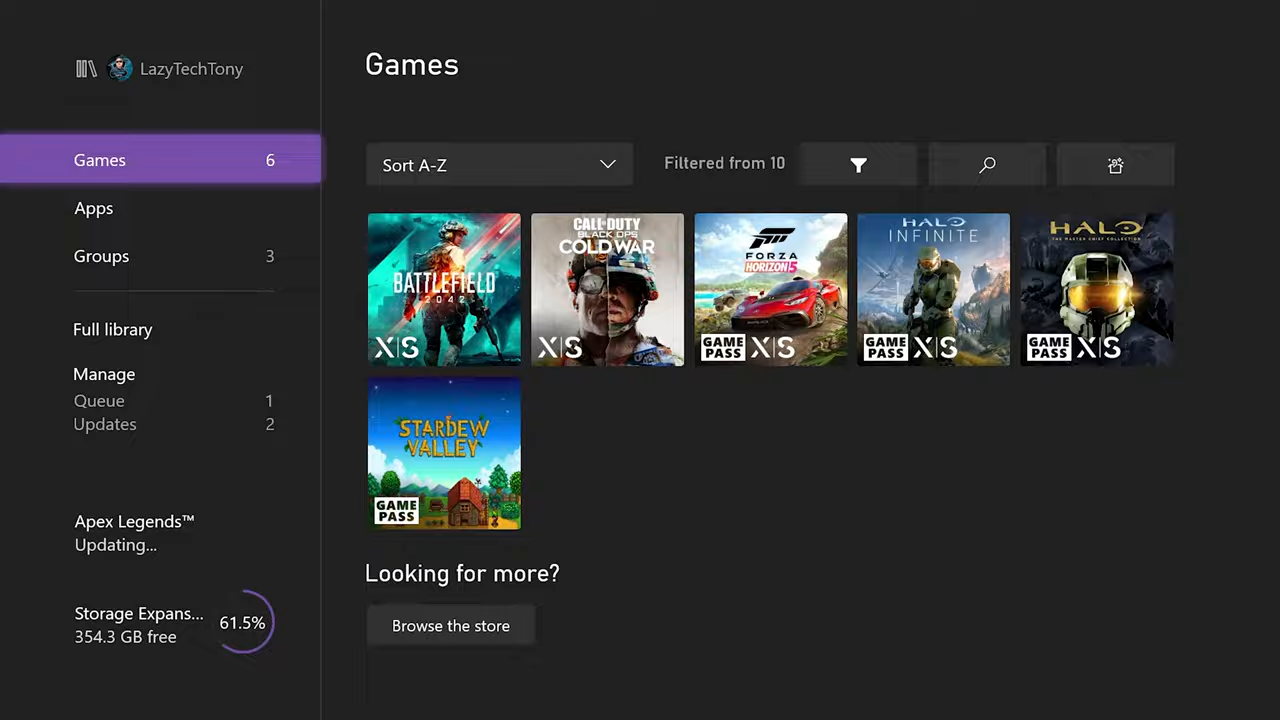 LazyTechTony
Games 6
Apps
Groups 3
Full library
Manage
Queue 1
Updates 2
Apex Legends™
Updating...
Storage Expans...
354.3 GB free
61.5%
Games
Sort A-Z
Filtered from 10
BATTLEFIELD
2042
X|S
CALL OF DUTY
BLACK OPS
COLD WAR
X|S
FORZA
HORIZON 5
GAME
PASS
X|S
HALO
INFINITE
GAME
PASS
X|S
HALO
THE MASTER CHIEF COLLECTION
GAME
PASS
X|S
STARDEW
VALLEY
GAME
PASS
Looking for more?
Browse the store